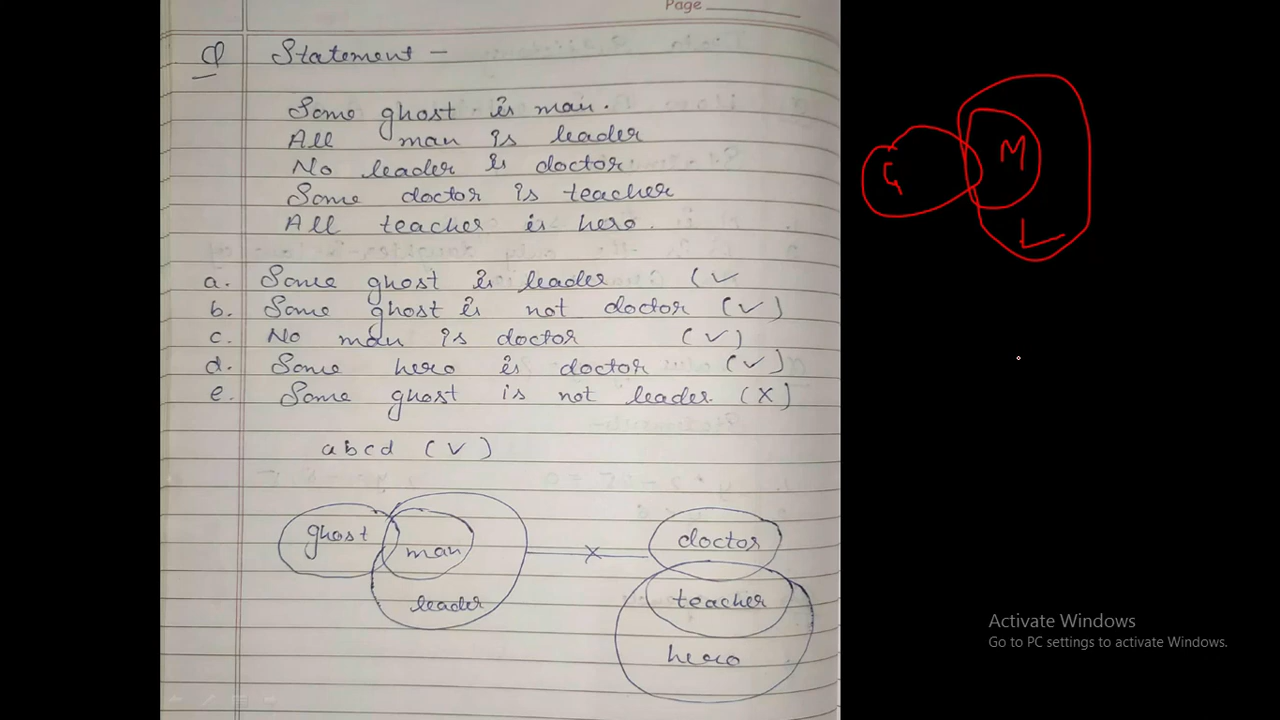 Page
Q Statement -
Some ghost is man.
All man is leader
No leader is doctor
Some doctor is teacher
All teacher is hero.
a. Some ghost is leader (✓
b. Some ghost is not doctor (✓)
c. No man is doctor (✓)
d. Some hero is doctor (✓)
e. Some ghost is not leader. (X)
abcd (✓)
ghost man leader
doctor teacher hero
G M L
Activate Windows
Go to PC settings to activate Windows.